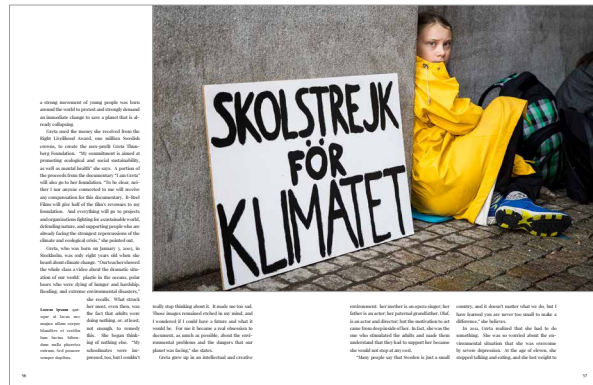 a strong movement of young people was born
around the world to protest and strongly demand
an immediate change to save a planet that is al-
ready collapsing.
Greta used the money she received from the
Right Livelihood Award, one million Swedish
crowns, to create the non-profit Greta Thun-
berg Foundation. “My commitment is aimed at
promoting ecological and social sustainability,
as well as mental health” she says. A portion of
the proceeds from the documentary “I am Greta”
will also go to her foundation. “To be clear, nei-
ther I nor anyone connected to me will receive
any compensation for this documentary. B-Reel
Films will give half of the film’s revenues to my
foundation. And everything will go to projects
and organizations fighting for a sustainable world,
defending nature, and supporting people who are
already facing the strongest repercussions of the
climate and ecological crisis,” she pointed out.
Greta, who was born on January 3, 2003, in
Stockholm, was only eight years old when she
heard about climate change. “Our teacher showed
the whole class a video about the dramatic situ-
ation of our world: plastic in the oceans, polar
bears who were dying of hunger and hardship,
flooding, and extreme environmental disasters,”
she recalls. What struck
her most, even then, was
the fact that adults were
doing nothing, or, at least,
not enough, to remedy
this. She began think-
ing of nothing else. “My
schoolmates were im-
pressed, too, but I couldn’t
Lorem ipsum
SKOLSTREJK
FÖR
KLIMATET
really stop thinking about it. It made me too sad.
Those images remained etched in my mind, and
I wondered if I could have a future and what it
would be. For me it became a real obsession to
document, as much as possible, about the envi-
ronmental problems and the dangers that our
planet was facing,” she states.
Greta grew up in an intellectual and creative
environment: her mother is an opera singer; her
father is an actor; her paternal grandfather, Olof,
is an actor and director; but the motivation to act
came from deep inside of her. In fact, she was the
one who stimulated the adults and made them
understand that they had to support her because
she would not stop at any cost.
“Many people say that Sweden is just a small
country, and it doesn’t matter what we do, but I
have learned you are never too small to make a
difference,” she believes.
In 2011, Greta realized that she had to do
something. She was so worried about the en-
vironmental situation that she was overcome
by severe depression. At the age of eleven, she
stopped talking and eating, and she lost weight to
56
57